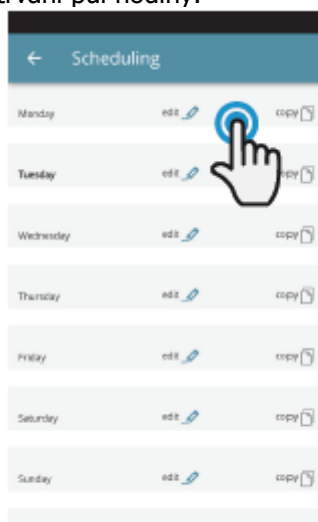 trvání pár hodiny.
← Scheduling
Monday edit copy
Tuesday edit copy
Wednesday edit copy
Thursday edit copy
Friday edit copy
Saturday edit copy
Sunday edit copy